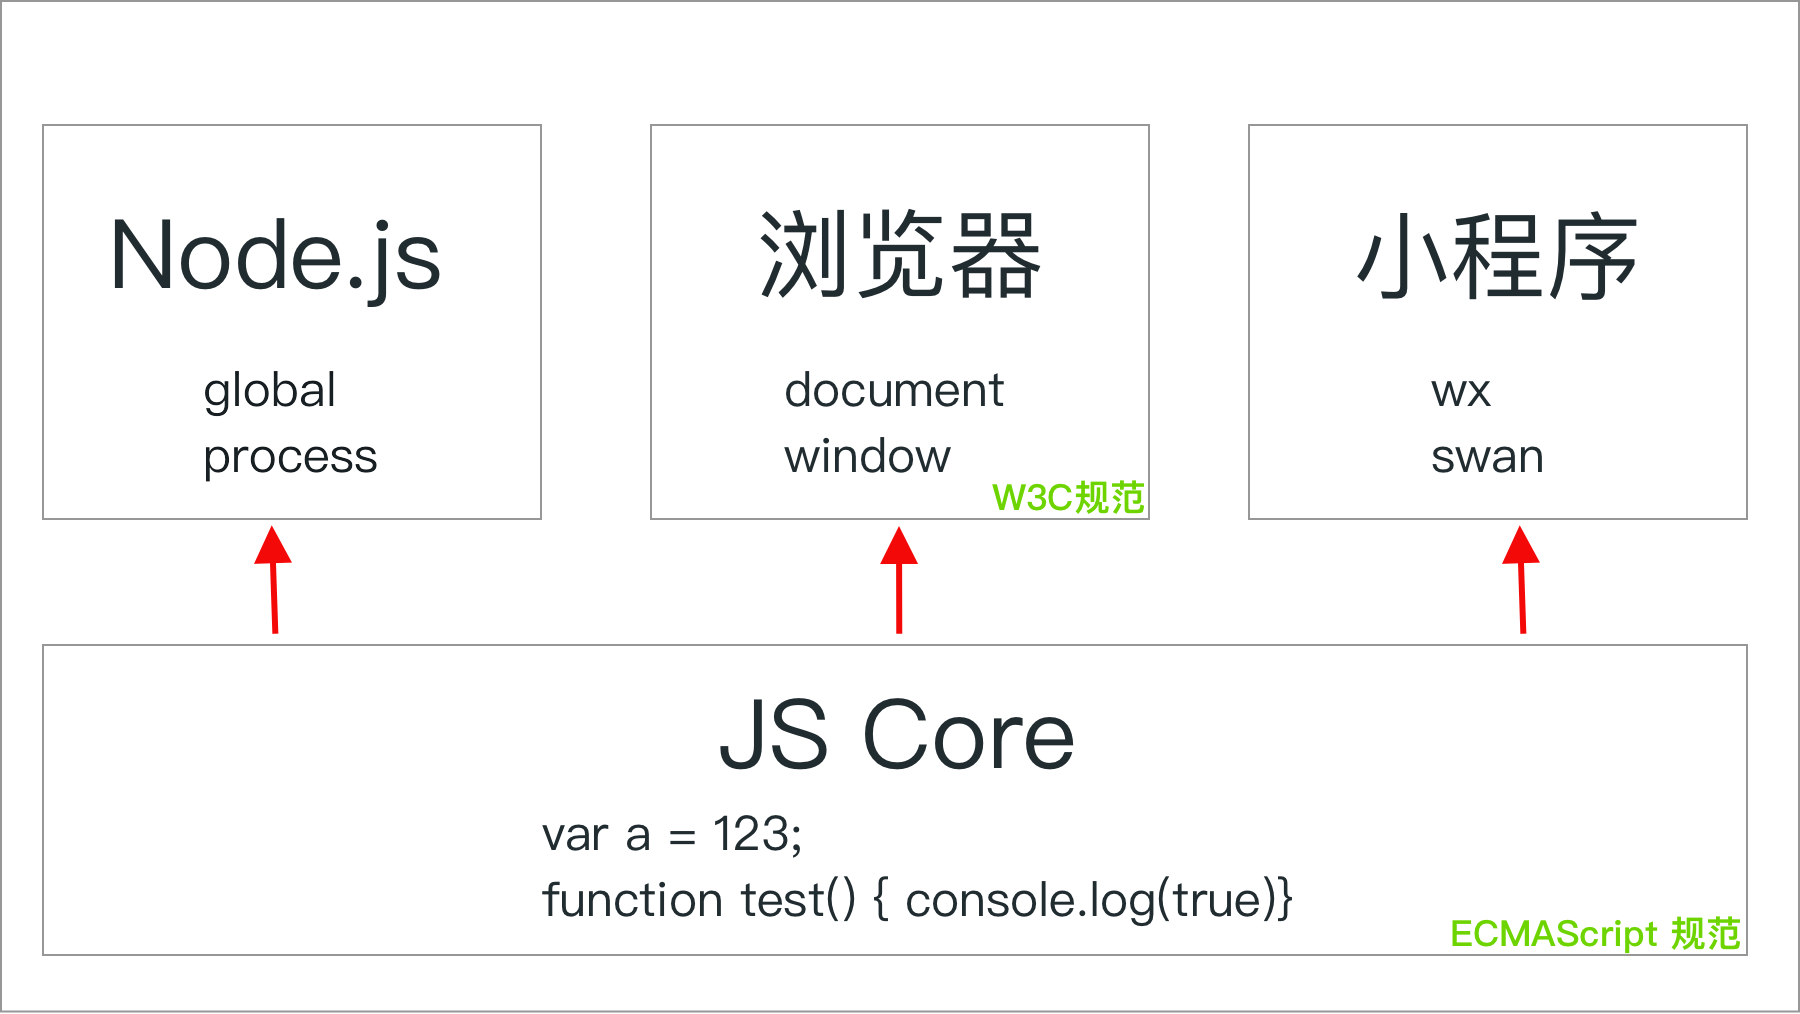 Node.js
global
process
浏览器
document
window
W3C规范
小程序
wx
swan
JS Core
var a = 123;
function test() { console.log(true)}
ECMAScript 规范